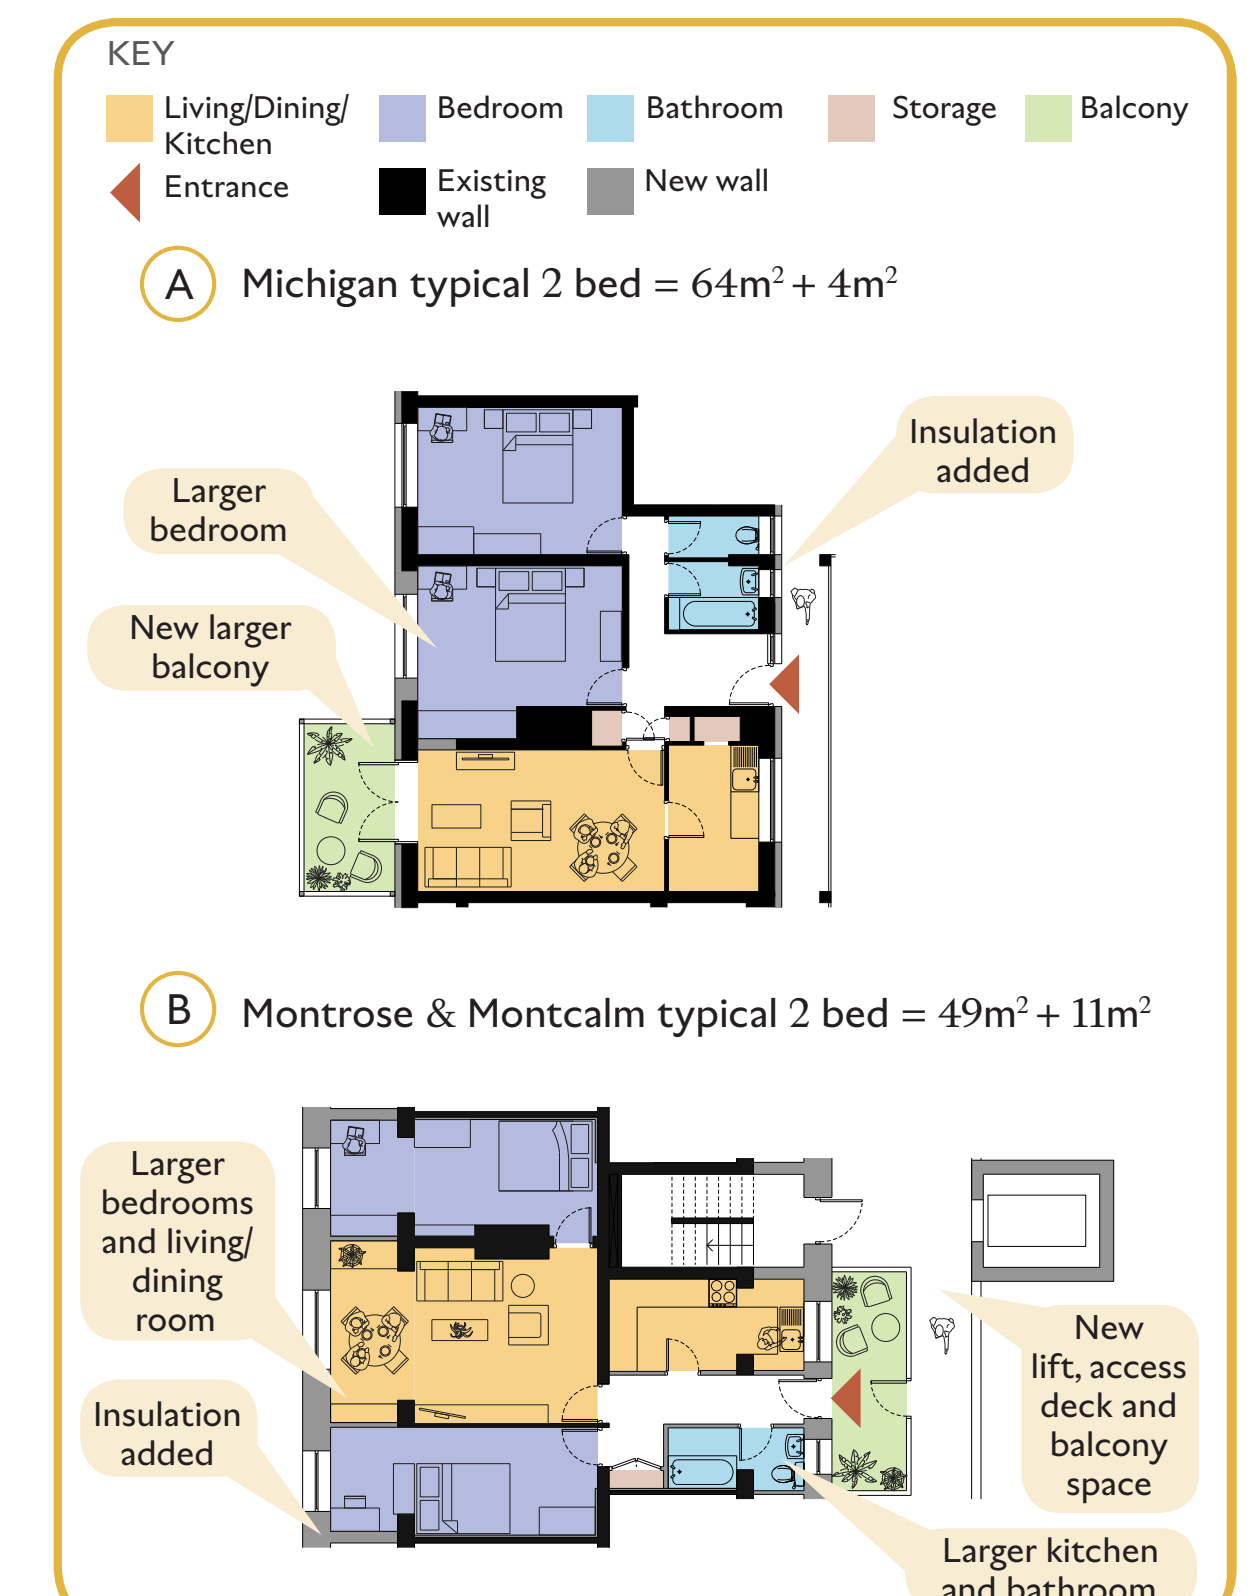 KEY
Living/Dining/
Kitchen
Bedroom
Bathroom
Storage
Balcony
Entrance
Existing
wall
New wall
A
Michigan typical 2 bed = 64m² + 4m²
Insulation
added
Larger
bedroom
New larger
balcony
B
Montrose & Montcalm typical 2 bed = 49m² + 11m²
Larger
bedrooms
and living/
dining
room
Insulation
added
New
lift, access
deck and
balcony
space
Larger kitchen
and bathroom